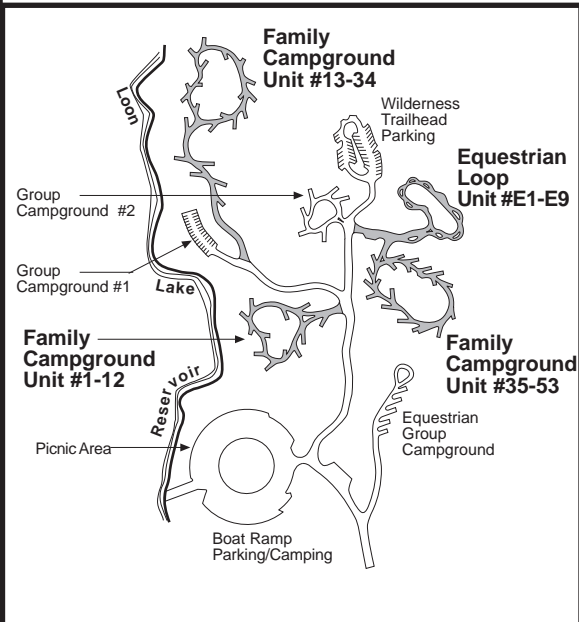 Family
Campground
Unit #13-34
Loon
Wilderness
Trailhead
Parking
Equestrian
Loop
Unit #E1-E9
Group
Campground #2
Group
Campground #1
Lake
Family
Campground
Unit #1-12
Family
Campground
Unit #35-53
Reservoir
Equestrian
Group
Campground
Picnic Area
Boat Ramp
Parking/Camping